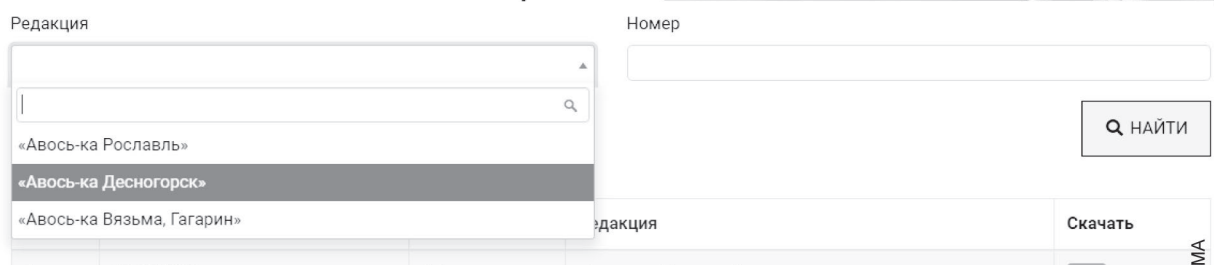 Редакция
Номер
«Авось-ка Рославль»
«Авось-ка Десногорск»
«Авось-ка Вязьма, Гагарин»
НАЙТИ
едакция
Скачать
МА